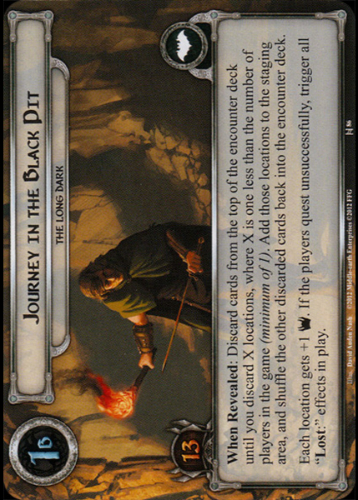 1B
JOURNEY IN THE BLACK PIT
THE LONG DARK
13
When Revealed: Discard cards from the top of the encounter deck
until you discard X locations, where X is one less than the number of
players in the game (minimum of 1). Add those locations to the staging
area, and shuffle the other discarded cards back into the encounter deck.
Each location gets +1 . If the players quest unsuccessfully, trigger all
“Lost:” effects in play.
Illus. David Auden Nash ©2012 Middle-earth Enterprises ©2012 FFG 86